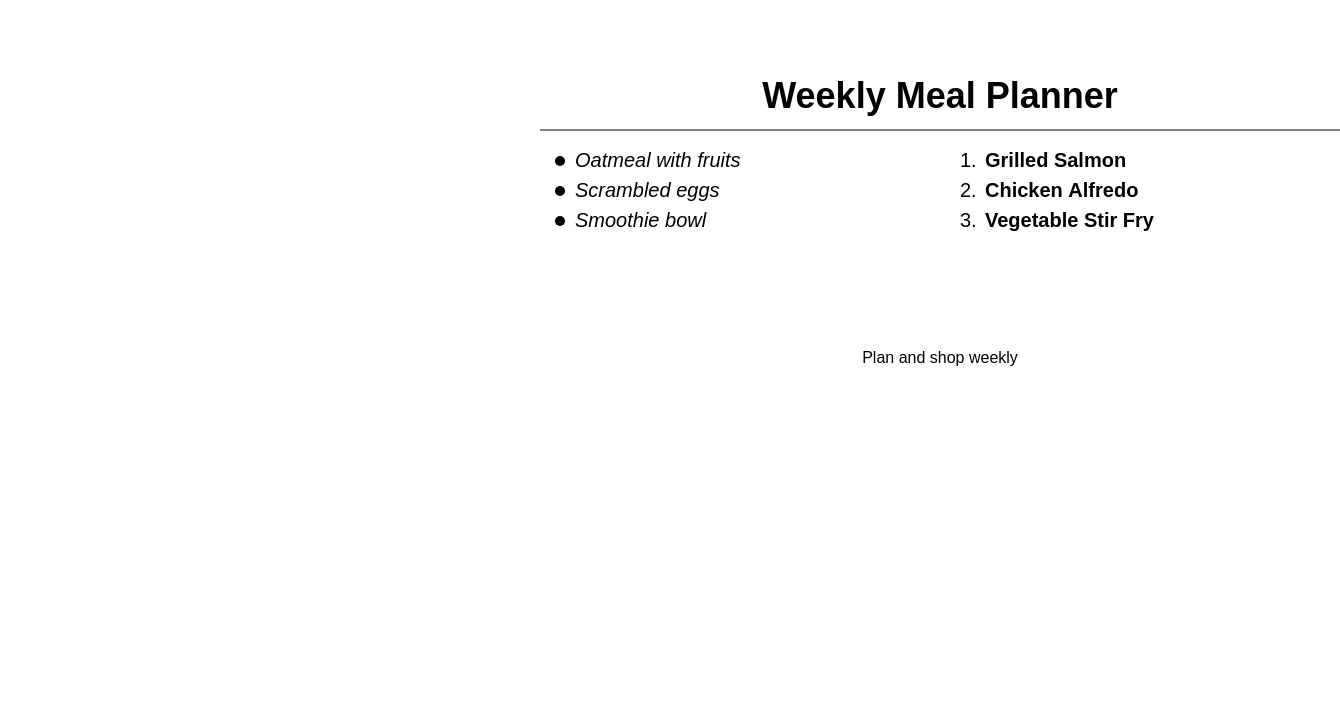 Weekly Meal Planner
● Oatmeal with fruits
● Scrambled eggs
● Smoothie bowl
1. Grilled Salmon
2. Chicken Alfredo
3. Vegetable Stir Fry
Plan and shop weekly